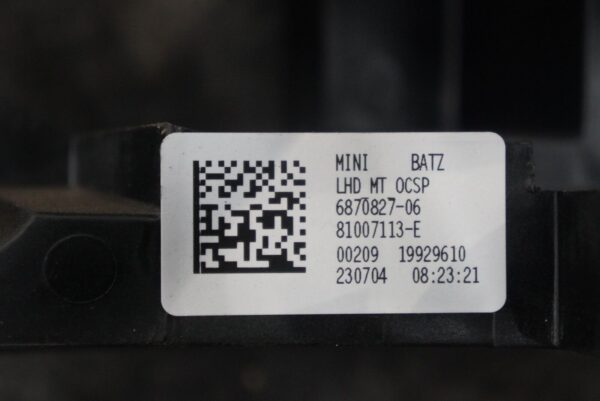 MINI BATZ
LHD MT OCSP
6870827-06
81007113-E
00209 19929610
230704 08:23:21